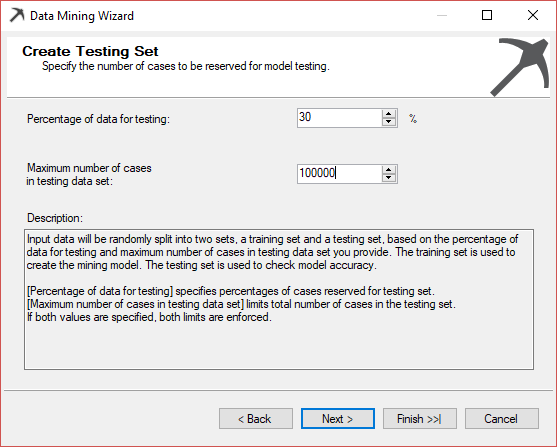 Data Mining Wizard
Create Testing Set
Specify the number of cases to be reserved for model testing.
Percentage of data for testing:
30
%
Maximum number of cases
in testing data set:
100000
Description:
Input data will be randomly split into two sets, a training set and a testing set, based on the percentage of
data for testing and maximum number of cases in testing data set you provide. The training set is used to
create the mining model. The testing set is used to check model accuracy.
[Percentage of data for testing] specifies percentages of cases reserved for testing set.
[Maximum number of cases in testing data set] limits total number of cases in the testing set.
If both values are specified, both limits are enforced.
< Back
Next >
Finish >>|
Cancel